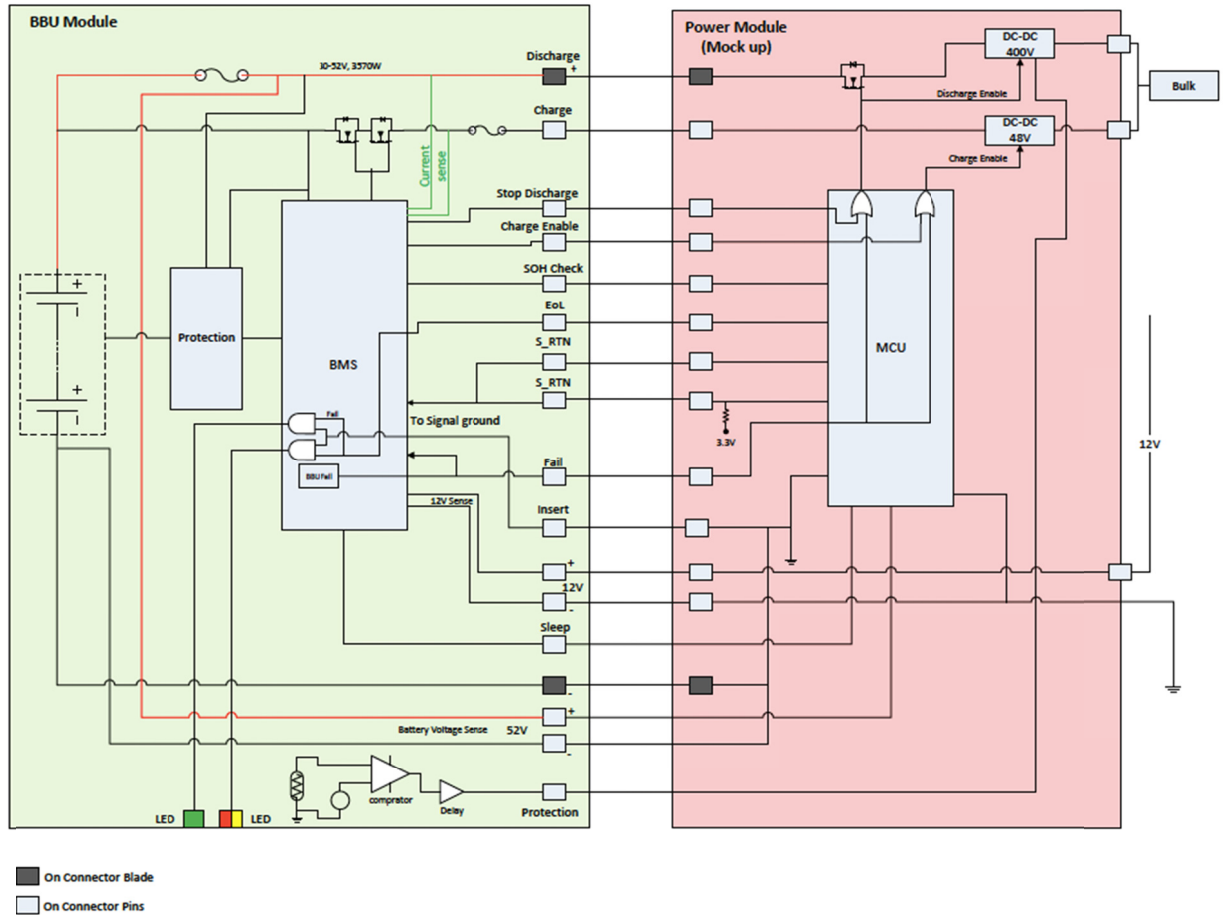 BBU Module
Power Module
(Mock up)
DC-DC
400V
Discharge
+
30-52V, 3570W
Discharge Enable
Bulk
Charge
DC-DC
48V
Charge Enable
Current
sense
Stop Discharge
Charge Enable
SOH Check
EoL
S_RTN
S_RTN
+
+
Protection
BMS
MCU
Fail
To Signal ground
3.3V
12V
BBU Fail
Fail
12V Sense
Insert
+
12V
-
Sleep
-
+
Battery Voltage Sense
52V
-
comprator
Delay
Protection
LED
LED
On Connector Blade
On Connector Pins